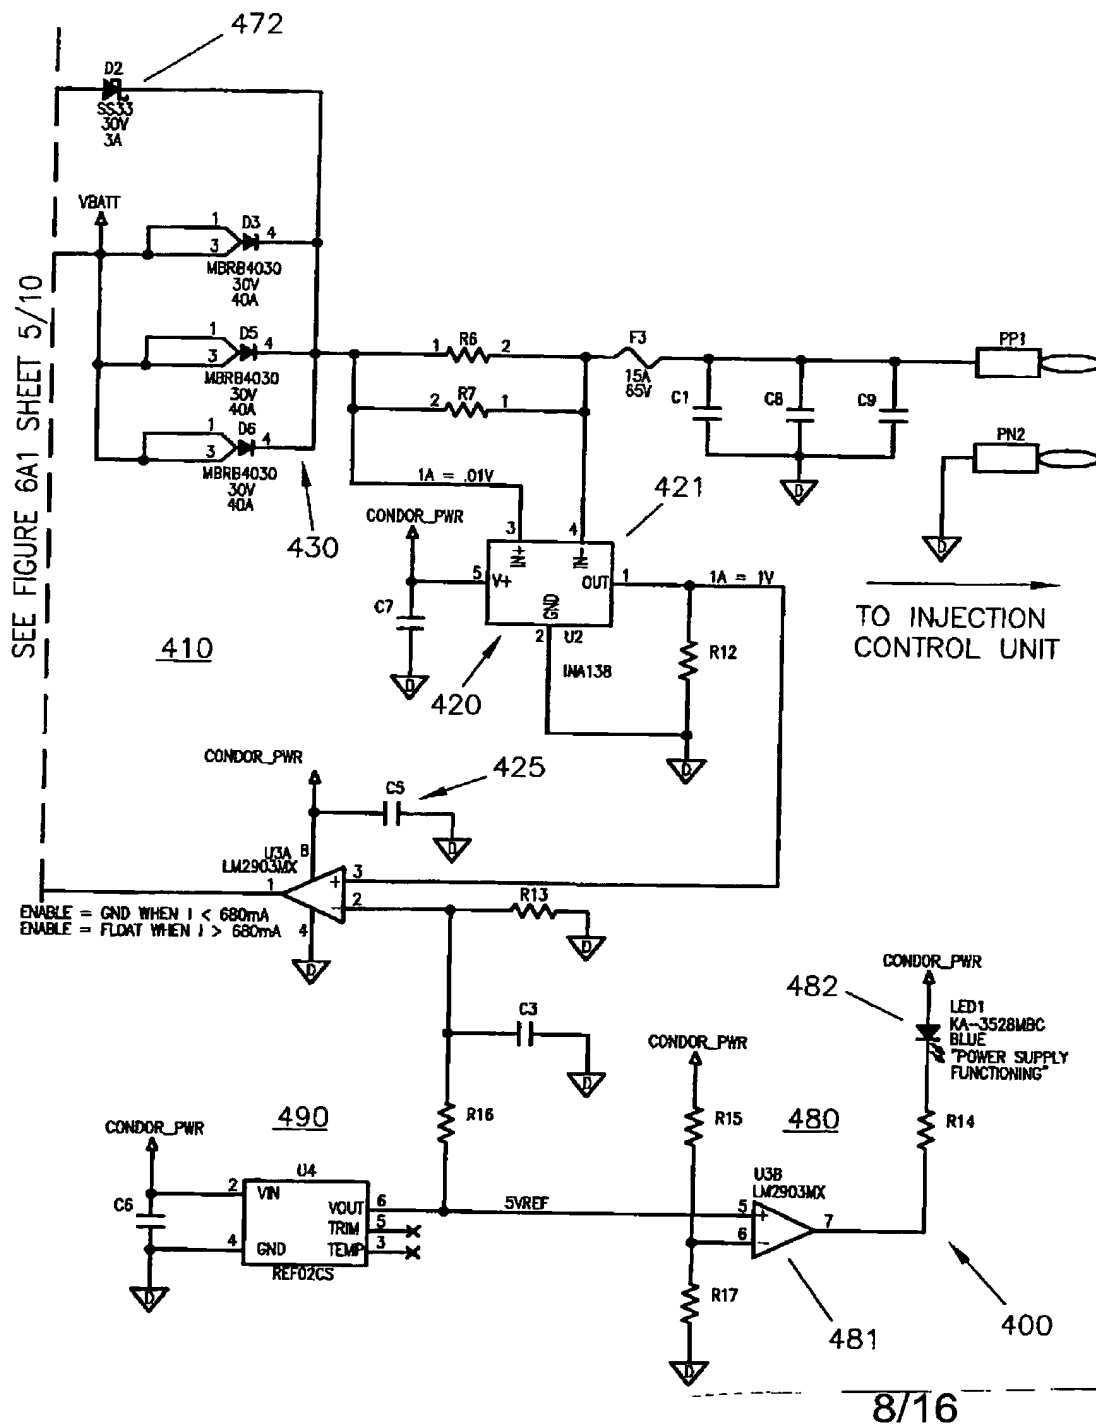 472
D2
SS33
30V
3A
VBATT
1
D3
4
3
MBRB4030
30V
40A
1
D5
4
3
MBRB4030
30V
40A
1
D6
4
3
MBRB4030
30V
40A
430
SEE FIGURE 6A1 SHEET 5/10
410
1 R6 2
2 R7 1
1A = .01V
F3
15A
65V
C1
C8
C9
D
PP1
PN2
D
TO INJECTION
CONTROL UNIT
421
CONDOR_PWR
3
4
IN+
IN-
5
V+
OUT
1
1A = 1V
GND
2
U2
INA138
C7
D
420
R12
D
CONDOR_PWR
C5
425
D
U3A 8
LM2903MX
1
+
3
-
2
4
D
ENABLE = GND WHEN I < 680mA
ENABLE = FLOAT WHEN I > 680mA
R13
D
C3
D
R16
490
CONDOR_PWR
U4
2
VIN
C6
VOUT
6
TRIM
5
4
GND
TEMP
3
REF02CS
D
5VREF
CONDOR_PWR
R15
480
U3B
LM2903MX
5
+
6
-
7
R17
D
481
482
CONDOR_PWR
LED1
KA-3528MBC
BLUE
"POWER SUPPLY
FUNCTIONING"
R14
400
8/16